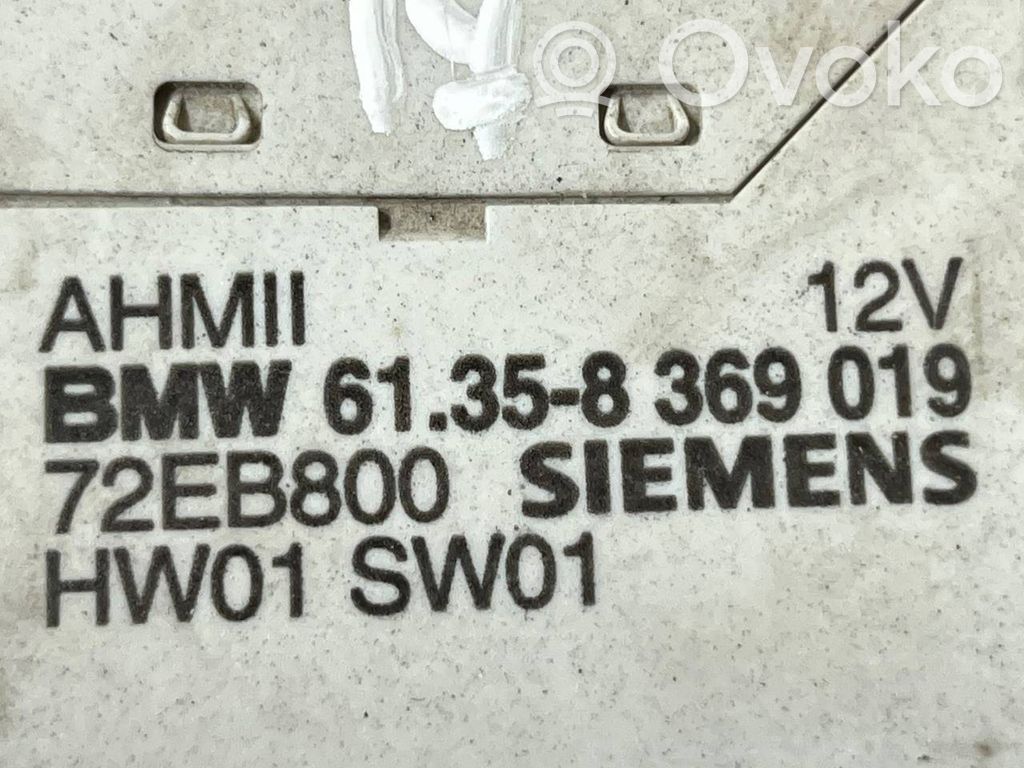 Ovoko
AHMII 12V
BMW 61.35-8 369 019
72EB800 SIEMENS
HW01 SW01